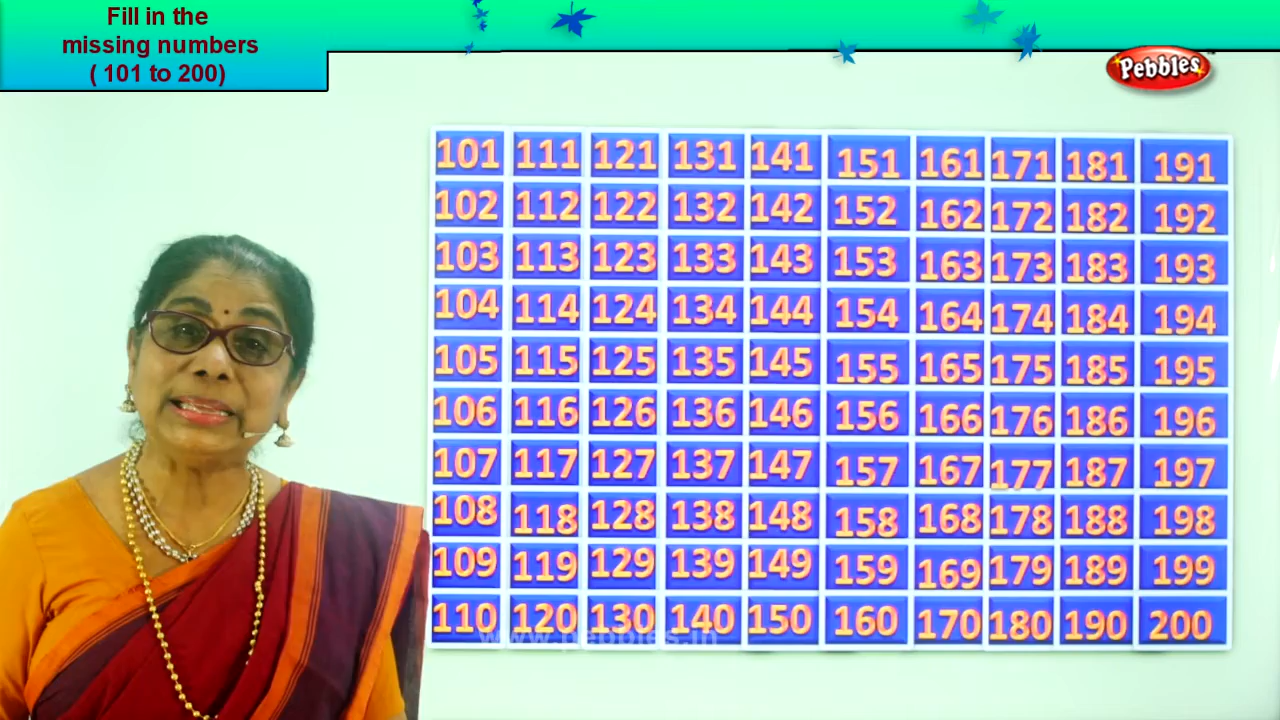 Fill in the
missing numbers
( 101 to 200)
Pebbles
101 111 121 131 141 151 161 171 181 191
102 112 122 132 142 152 162 172 182 192
103 113 123 133 143 153 163 173 183 193
104 114 124 134 144 154 164 174 184 194
105 115 125 135 145 155 165 175 185 195
106 116 126 136 146 156 166 176 186 196
107 117 127 137 147 157 167 177 187 197
108 118 128 138 148 158 168 178 188 198
109 119 129 139 149 159 169 179 189 199
110 120 130 140 150 160 170 180 190 200
www.pebbles.in